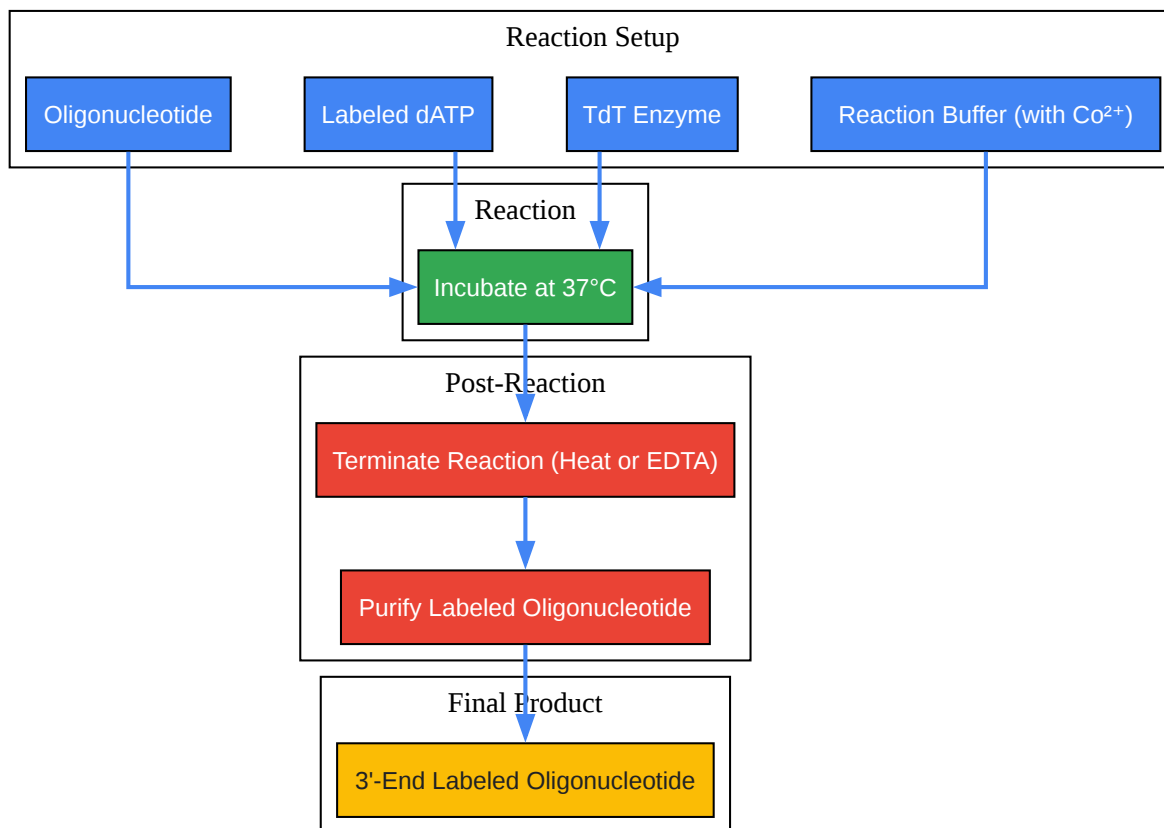 Reaction Setup
Oligonucleotide
Labeled dATP
TdT Enzyme
Reaction Buffer (with Co²⁺)
Reaction
Incubate at 37°C
Post-Reaction
Terminate Reaction (Heat or EDTA)
Purify Labeled Oligonucleotide
Final Product
3'-End Labeled Oligonucleotide